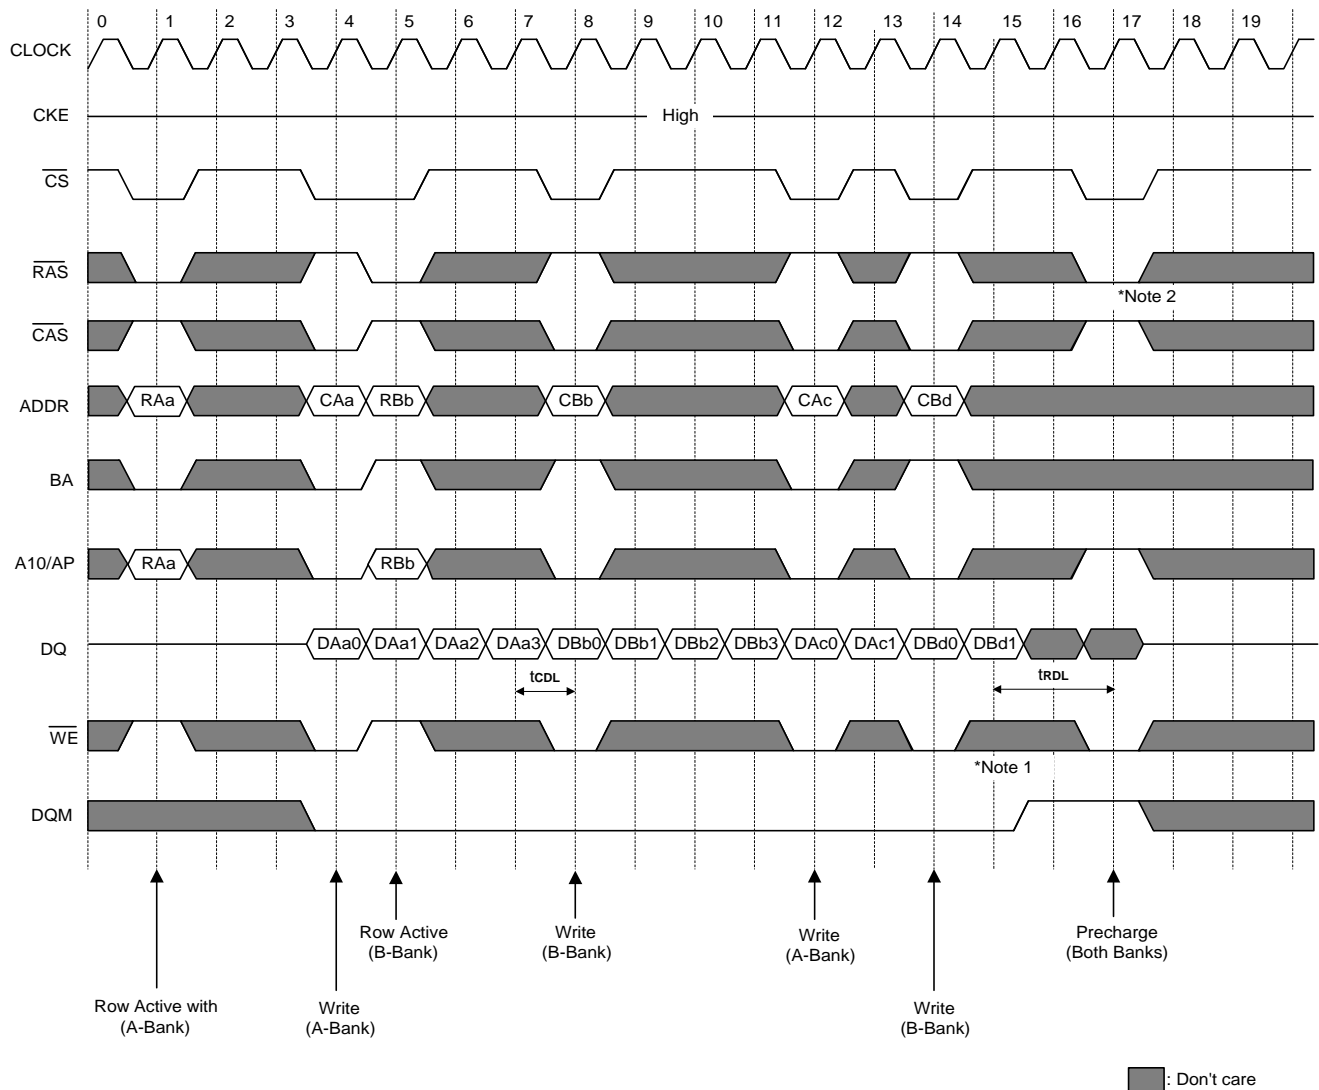 0 1 2 3 4 5 6 7 8 9 10 11 12 13 14 15 16 17 18 19
CLOCK
CKE High
CS
RAS
*Note 2
CAS
ADDR RAa CAa RBb CBb CAc CBd
BA
A10/AP RAa RBb
DQ DAa0 DAa1 DAa2 DAa3 DBb0 DBb1 DBb2 DBb3 DAc0 DAc1 DBd0 DBd1
tCDL tRDL
WE
*Note 1
DQM
Row Active
(B-Bank)
Write
(B-Bank)
Write
(A-Bank)
Precharge
(Both Banks)
Row Active with
(A-Bank)
Write
(A-Bank)
Write
(B-Bank)
: Don't care